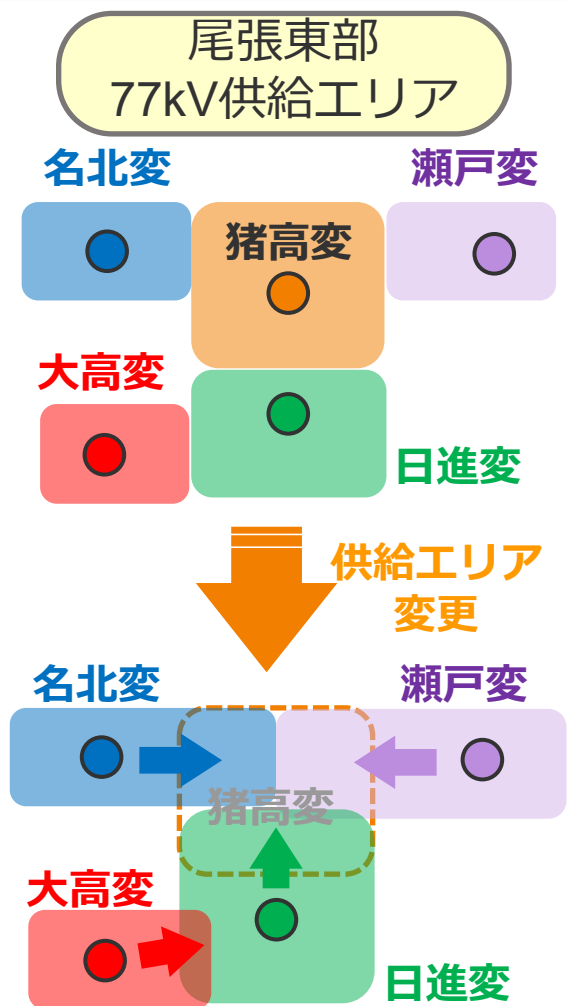 尾張東部
77kV供給エリア
名北変
瀬戸変
猪高変
大高変
日進変
供給エリア
変更
名北変
瀬戸変
猪高変
大高変
日進変